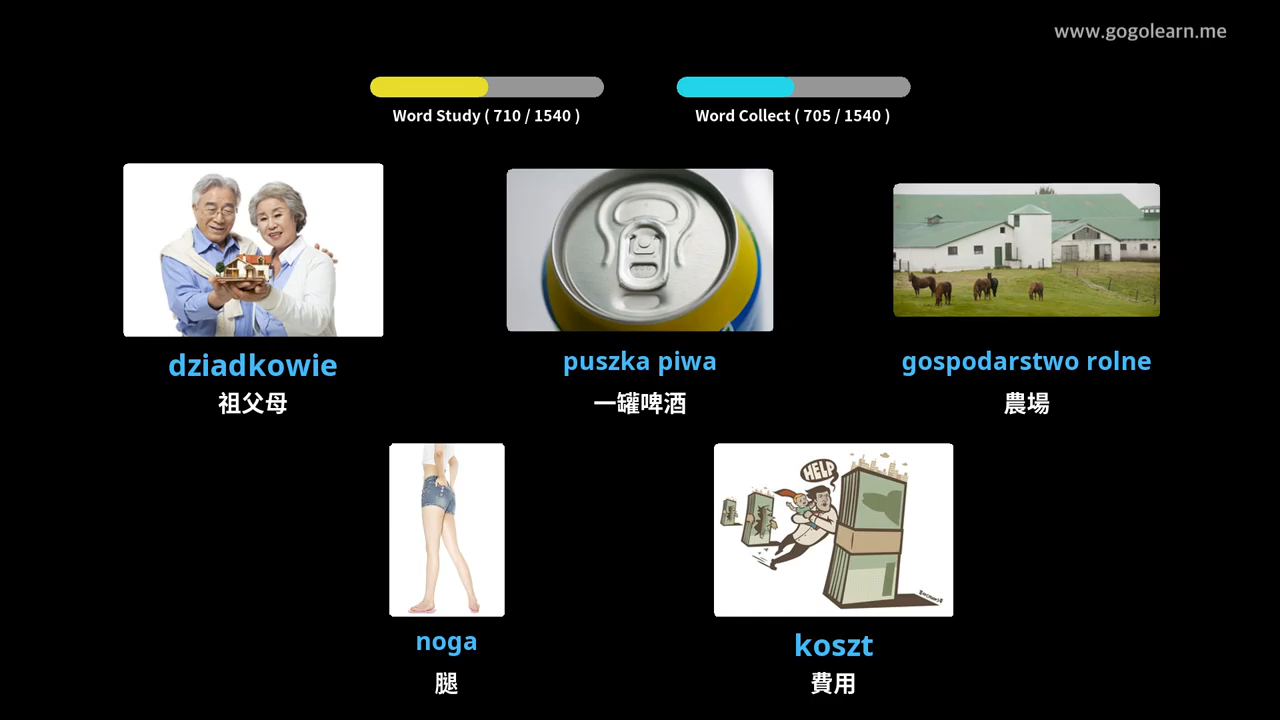 www.gogolearn.me
Word Study ( 710 / 1540 )
Word Collect ( 705 / 1540 )
dziadkowie
祖父母
puszka piwa
一罐啤酒
gospodarstwo rolne
農場
HELP
noga
腿
koszt
費用